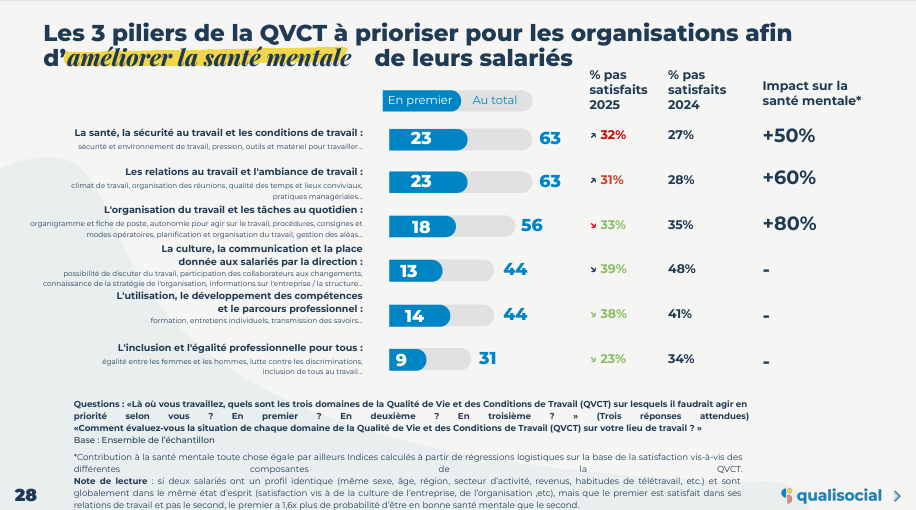 Les 3 piliers de la QVCT à prioriser pour les organisations afin
d’améliorer la santé mentale de leurs salariés
En premier Au total
% pas
satisfaits
2025
% pas
satisfaits
2024
Impact sur la
santé mentale*
La santé, la sécurité au travail et les conditions de travail :
sécurité et environnement de travail, pression, outils et matériel pour travailler…
23 63 32% 27% +50%
Les relations au travail et l'ambiance de travail :
climat de travail, organisation des réunions, qualité des temps et lieux conviviaux,
pratiques managériales…
23 63 31% 28% +60%
L'organisation du travail et les tâches au quotidien :
organigramme et fiche de poste, autonomie pour agir sur le travail, procédures, consignes et
modes opératoires, planification et organisation du travail, gestion des aléas…
18 56 33% 35% +80%
La culture, la communication et la place
donnée aux salariés par la direction :
possibilité de discuter du travail, participation des collaborateurs aux changements,
connaissance de la stratégie de l'organisation, informations sur l'entreprise / la structure…
13 44 39% 48% -
L'utilisation, le développement des compétences
et le parcours professionnel :
formation, entretiens individuels, transmission des savoirs…
14 44 38% 41% -
L'inclusion et l'égalité professionnelle pour tous :
égalité entre les femmes et les hommes, lutte contre les discriminations,
inclusion de tous au travail…
9 31 23% 34% -
Questions : «Là où vous travaillez, quels sont les trois domaines de la Qualité de Vie et des Conditions de Travail (QVCT) sur lesquels il faudrait agir en
priorité selon vous ? En premier ? En deuxième ? En troisième ? » (Trois réponses attendues)
«Comment évaluez-vous la situation de chaque domaine de la Qualité de Vie et des Conditions de Travail (QVCT) sur votre lieu de travail ? »
Base : Ensemble de l’échantillon
*Contribution à la santé mentale toute chose égale par ailleurs Indices calculés à partir de régressions logistiques sur la base de la satisfaction vis-à-vis des
différentes composantes de la QVCT.
Note de lecture : si deux salariés ont un profil identique (même sexe, âge, région, secteur d’activité, revenus, habitudes de télétravail, etc.) et sont
globalement dans le même état d’esprit (satisfaction vis à de la culture de l’entreprise, de l’organisation ,etc), mais que le premier est satisfait dans ses
relations de travail et pas le second, le premier a 1,6x plus de probabilité d’être en bonne santé mentale que le second.
28
qualisocial